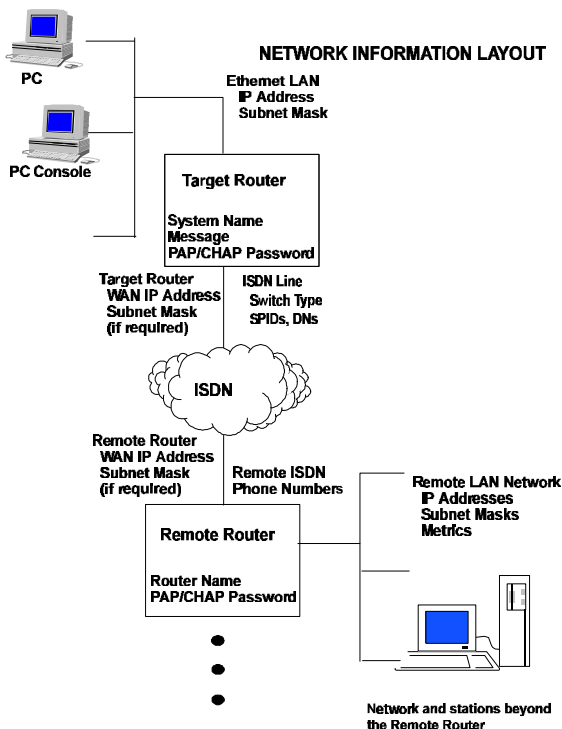 NETWORK INFORMATION LAYOUT
PC
Ethernet LAN
IP Address
Subnet Mask
PC Console
Target Router
System Name
Message
PAP/CHAP Password
Target Router
WAN IP Address
Subnet Mask
(if required)
ISDN Line
Switch Type
SPIDs, DNs
ISDN
Remote Router
WAN IP Address
Subnet Mask
(if required)
Remote ISDN
Phone Numbers
Remote LAN Network
IP Addresses
Subnet Masks
Metrics
Remote Router
Router Name
PAP/CHAP Password
Network and stations beyond
the Remote Router